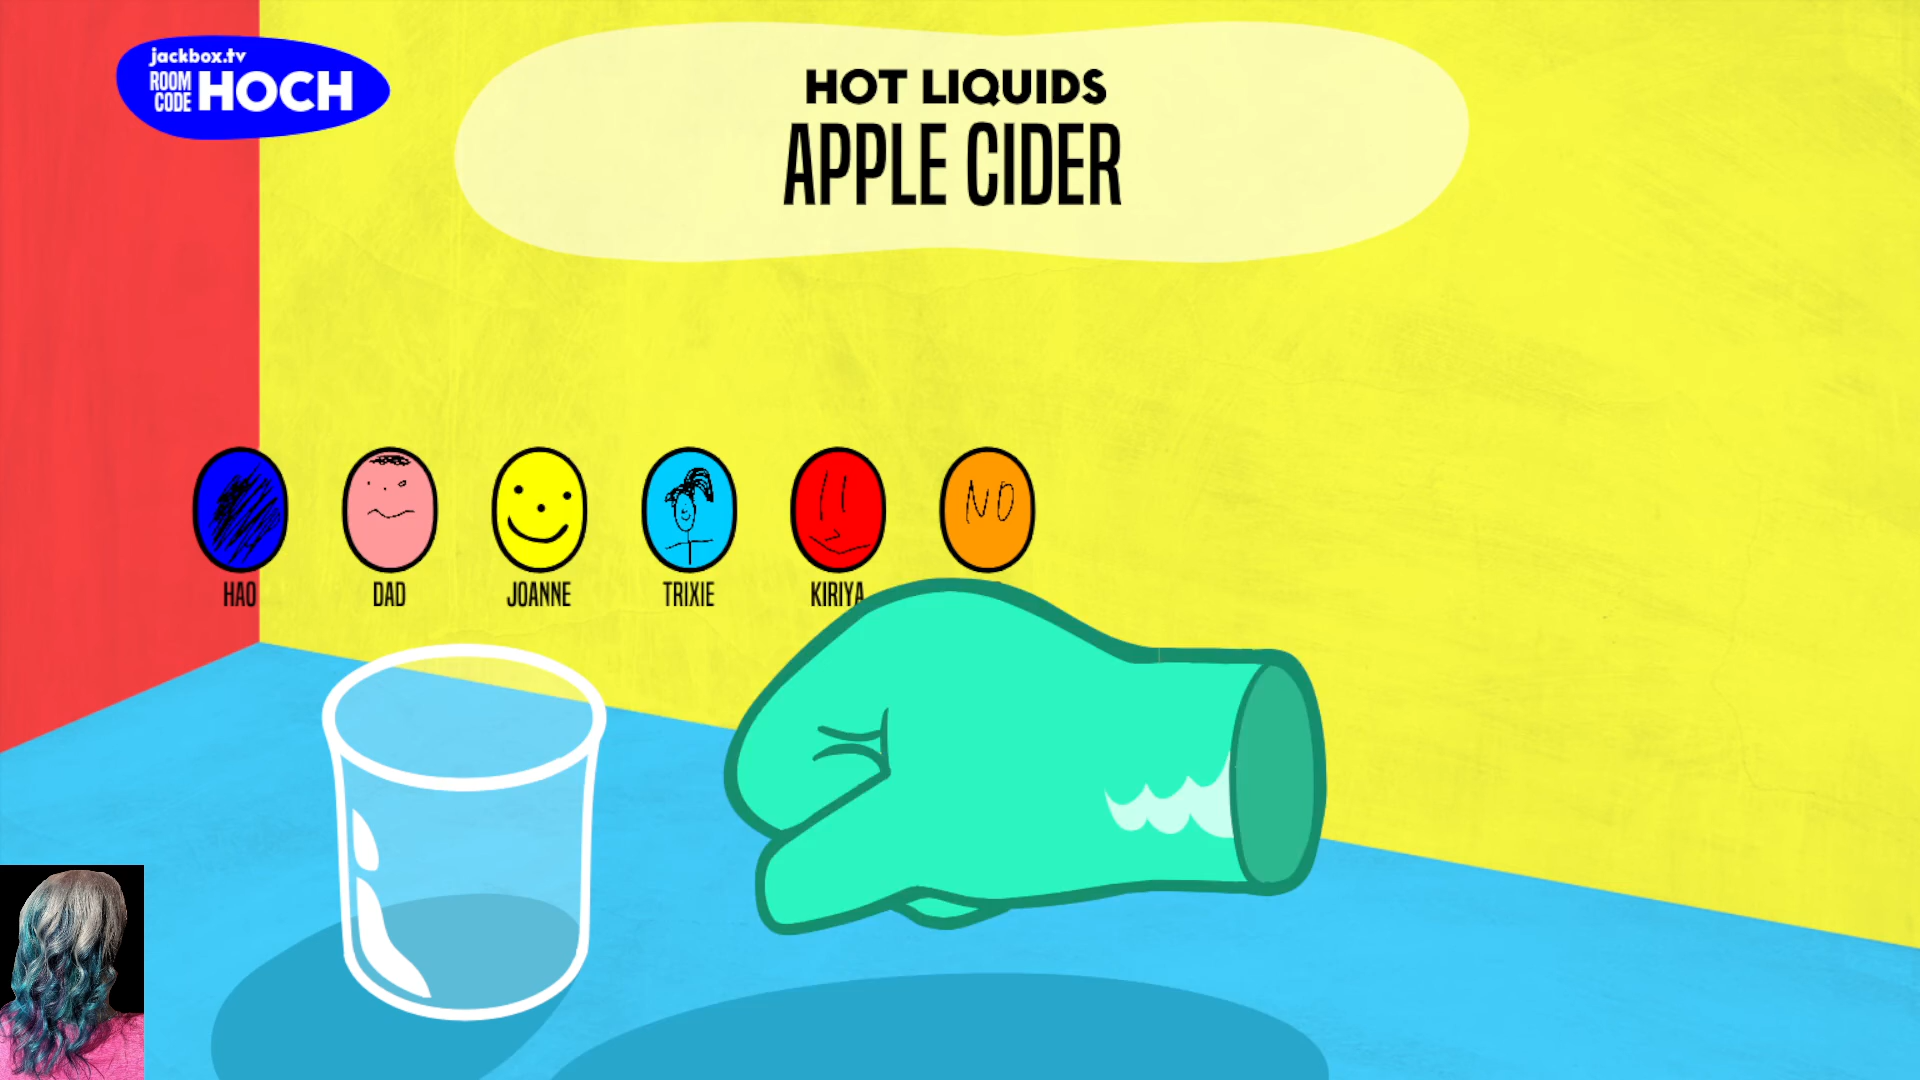 jackbox.tv
ROOM
CODE
HOCH
HOT LIQUIDS
APPLE CIDER
NO
HAO
DAD
JOANNE
TRIXIE
KIRIYA